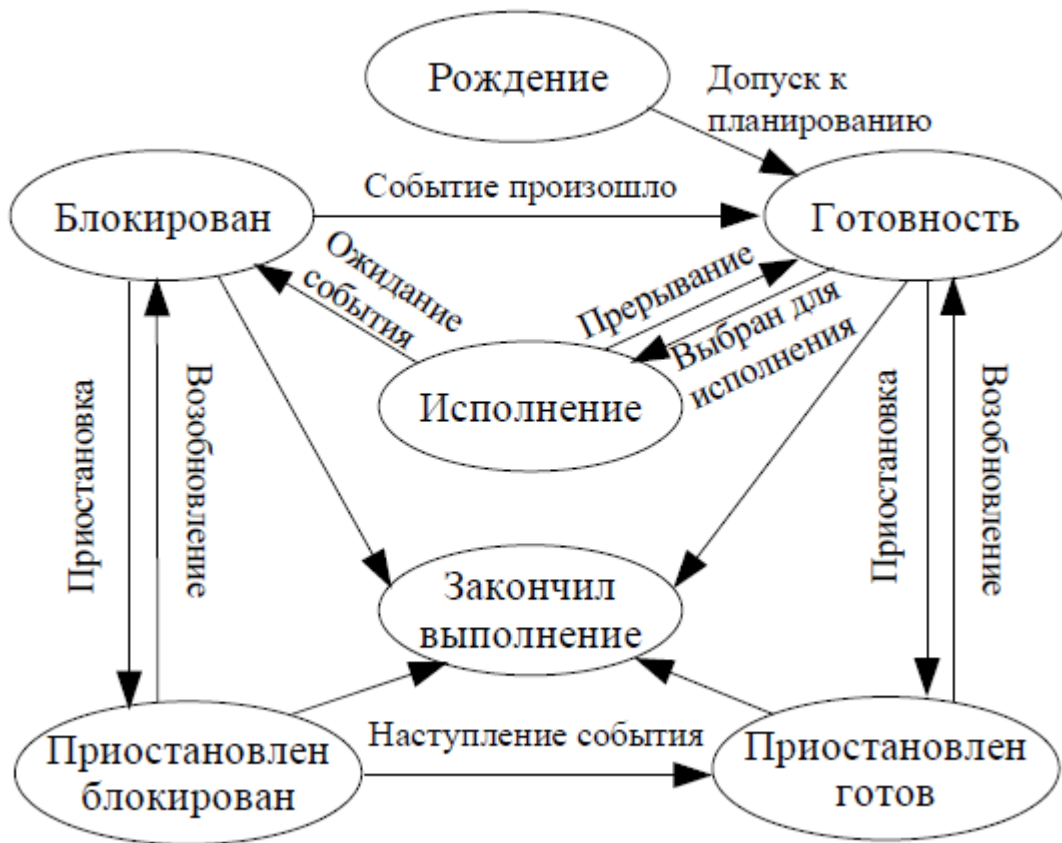 Рождение
Допуск к
планированию
Блокирован
Событие произошло
Готовность
Ожидание
события
Прерывание
Выбран для
исполнения
Исполнение
Приостановка
Возобновление
Приостановка
Возобновление
Закончил
выполнение
Приостановлен
блокирован
Наступление события
Приостановлен
готов